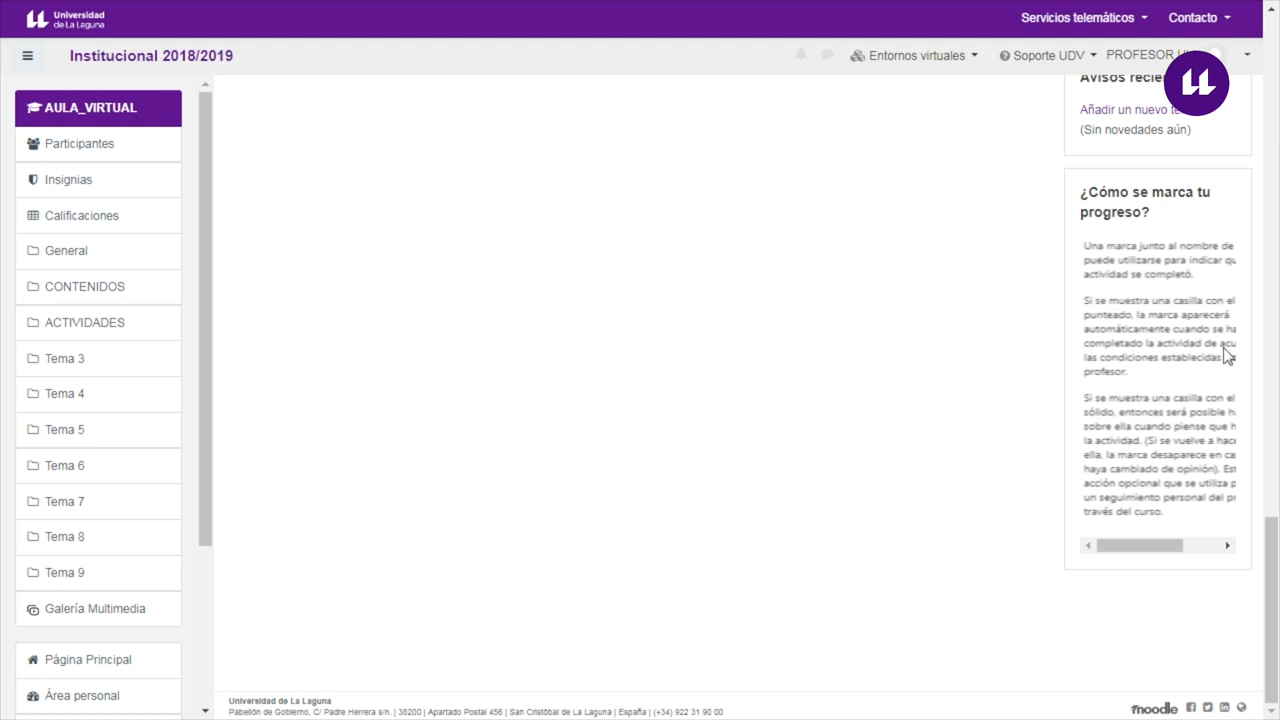 Universidad
de La Laguna
Servicios telemáticos
Contacto
Institucional 2018/2019
Entornos virtuales
Soporte UDV
PROFESOR
AULA_VIRTUAL
Participantes
Insignias
Calificaciones
General
CONTENIDOS
ACTIVIDADES
Tema 3
Tema 4
Tema 5
Tema 6
Tema 7
Tema 8
Tema 9
Galería Multimedia
Página Principal
Área personal
Avisos
Añadir un nuevo
(Sin novedades aún)
¿Cómo se marca tu
progreso?
Una marca junto al nombre de
puede utilizarse para indicar qu
actividad se completó.
Si se muestra una casilla con el
punteado, la marca aparecerá
automáticamente cuando se ha
completado la actividad de acu
las condiciones establecidas
profesor.
Si se muestra una casilla con el
sólido, entonces será posible h
sobre ella cuando piense que h
la actividad. (Si se vuelve a hace
ella, la marca desaparece en ca
haya cambiado de opinión). Est
acción opcional que se utiliza p
un seguimiento personal del pr
través del curso.
Universidad de La Laguna
Pabellón de Gobierno, C/ Padre Herrera s/n. | 38200 | Apartado Postal 456 | San Cristóbal de La Laguna | España | (+34) 922 31 90 00
moodle